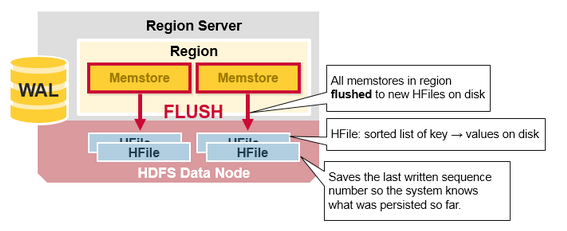 Region Server
Region
Memstore
Memstore
WAL
FLUSH
All memstores in region
flushed to new HFiles on disk
HFile
HFile
HFile
HFile
HFile: sorted list of key → values on disk
HDFS Data Node
Saves the last written sequence
number so the system knows
what was persisted so far.